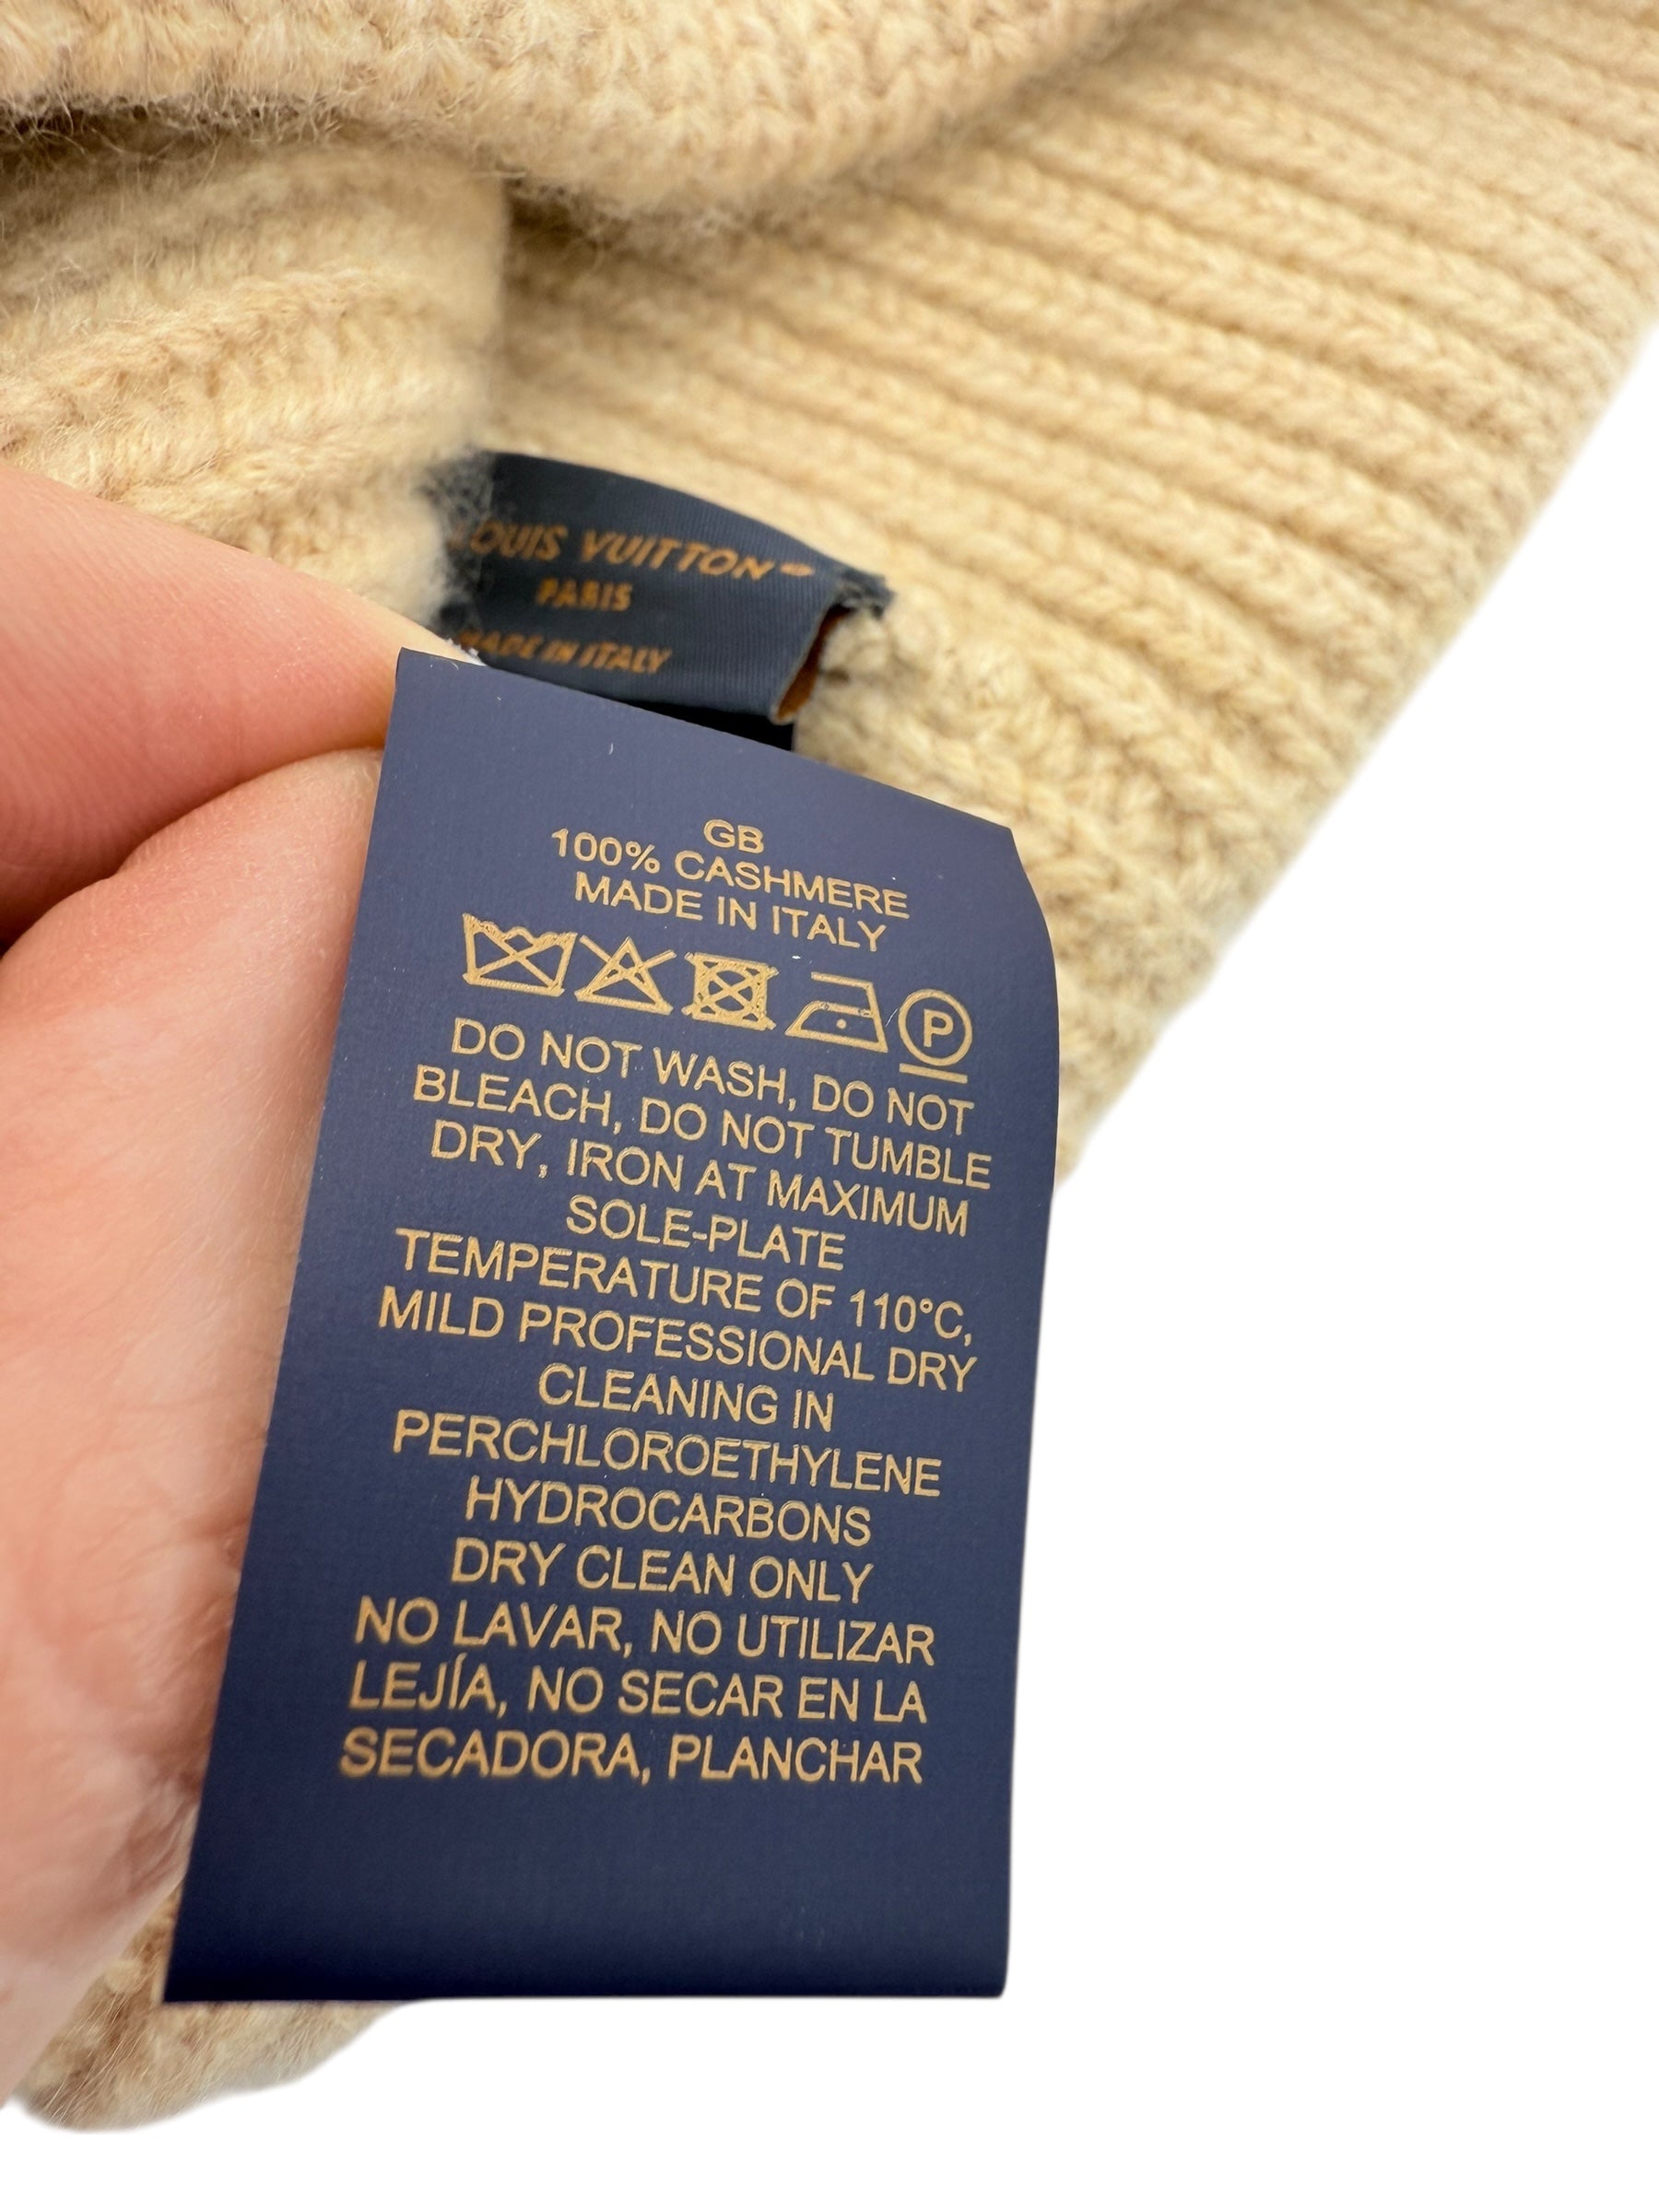 LOUIS VUITTON
PARIS
MADE IN ITALY
GB
100% CASHMERE
MADE IN ITALY
P
DO NOT WASH, DO NOT
BLEACH, DO NOT TUMBLE
DRY, IRON AT MAXIMUM
SOLE-PLATE
TEMPERATURE OF 110°C,
MILD PROFESSIONAL DRY
CLEANING IN
PERCHLOROETHYLENE
HYDROCARBONS
DRY CLEAN ONLY
NO LAVAR, NO UTILIZAR
LEJÍA, NO SECAR EN LA
SECADORA, PLANCHAR